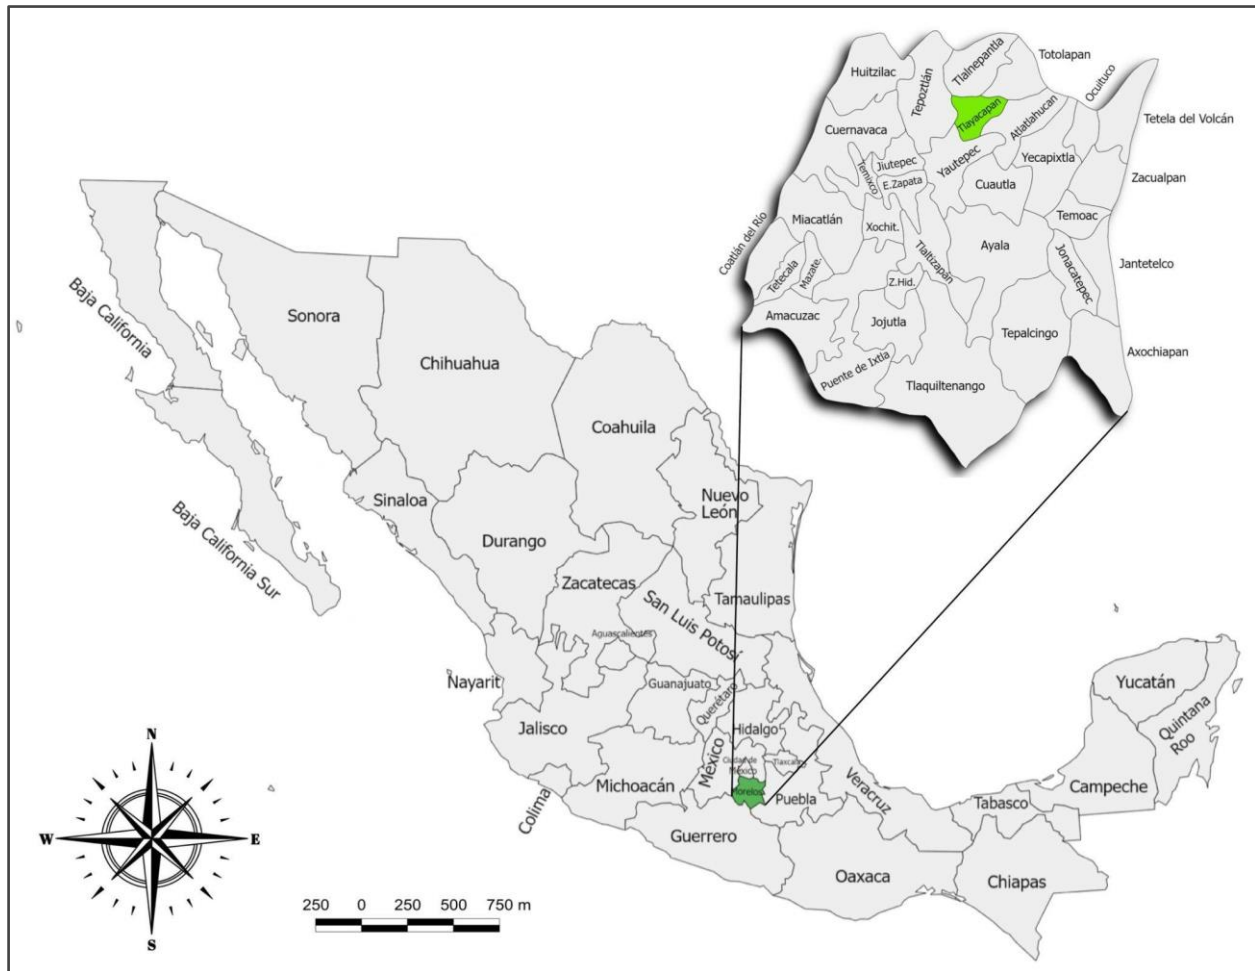 Huitzilac
Tepoztlán
Tlalnepantla
Totolapan
Ocuituco
Tlayacapan
Atlatlahucan
Tetela del Volcán
Cuernavaca
Temixco
Jiutepec
E.Zapata
Yautepec
Yecapixtla
Cuautla
Zacualpan
Temoac
Coatlán del Río
Miacatlán
Xochit.
Tlaltizapán
Ayala
Jonacatepec
Jantetelco
Tetecala
Mazate.
Z.Hid.
Amacuzac
Jojutla
Tepalcingo
Axochiapan
Puente de Ixtla
Tlaquiltenango
Baja California
Sonora
Chihuahua
Coahuila
Baja California Sur
Sinaloa
Nuevo
León
Durango
Zacatecas
San Luis Potosí
Tamaulipas
Aguascalientes
Nayarit
Guanajuato
Querétaro
Hidalgo
Jalisco
México
Ciudad de
México
Tlaxcala
Michoacán
Morelos
Puebla
Veracruz
Colima
Guerrero
Oaxaca
Tabasco
Chiapas
Campeche
Yucatán
Quintana
Roo
N
W
E
S
250 0 250 500 750 m